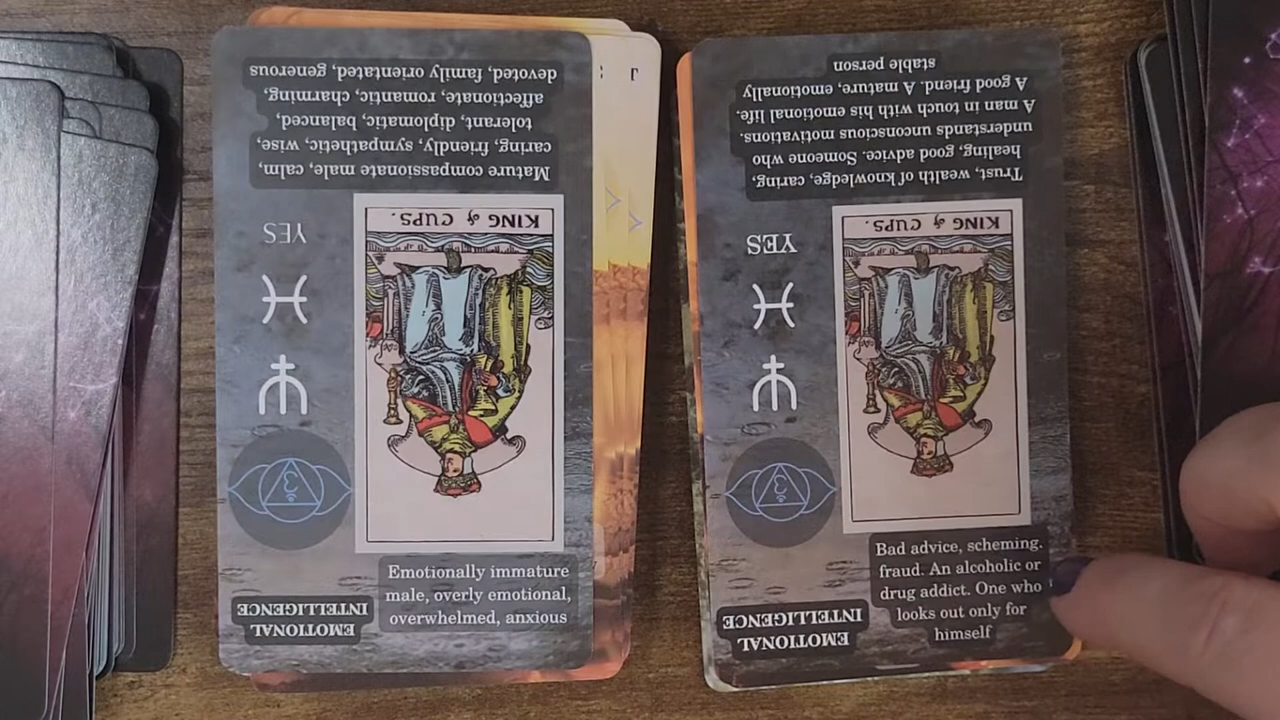 Mature compassionate male, calm,
caring, friendly, sympathetic, wise,
tolerant, diplomatic, balanced,
affectionate, romantic, charming,
devoted, family orientated, generous
YES
KING of CUPS.
Emotionally immature
male, overly emotional,
overwhelmed, anxious
EMOTIONAL
INTELLIGENCE
Trust, wealth of knowledge, caring,
healing, good advice. Someone who
understands unconscious motivations.
A man in touch with his emotional life.
A good friend. A mature, emotionally
stable person
YES
KING of CUPS.
Bad advice, scheming.
fraud. An alcoholic or
drug addict. One who
looks out only for
himself
EMOTIONAL
INTELLIGENCE